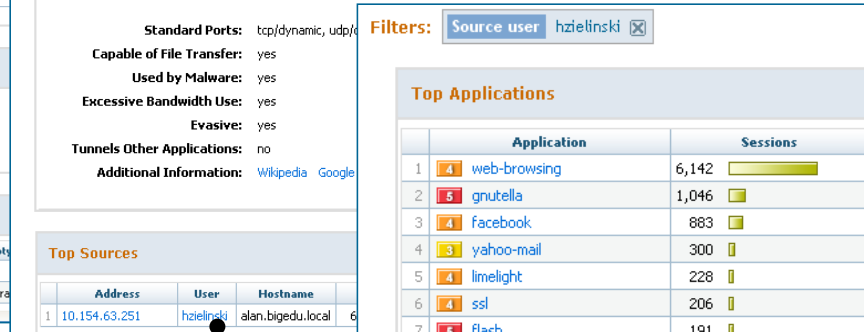 Standard Ports: tcp/dynamic, udp/
Capable of File Transfer: yes
Used by Malware: yes
Excessive Bandwidth Use: yes
Evasive: yes
Tunnels Other Applications: no
Additional Information: Wikipedia Google
Top Sources
Address User Hostname
1 10.154.63.251 hzielinski alan.bigedu.local 6
Filters: Source user hzielinski
Top Applications
Application Sessions
1 4 web-browsing 6,142
2 5 gnutella 1,046
3 4 facebook 883
4 3 yahoo-mail 300
5 4 limelight 228
6 4 ssl 206
7 5 flash 191